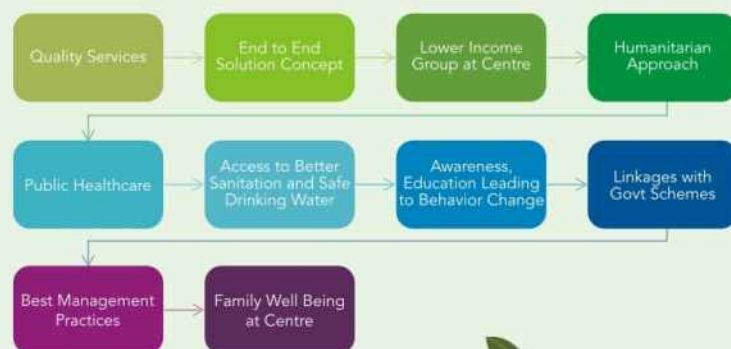 Quality Services
End to End
Solution Concept
Lower Income
Group at Centre
Humanitarian
Approach
Public Healthcare
Access to Better
Sanitation and Safe
Drinking Water
Awareness,
Education Leading
to Behavior Change
Linkages with
Govt Schemes
Best Management
Practices
Family Well Being
at Centre